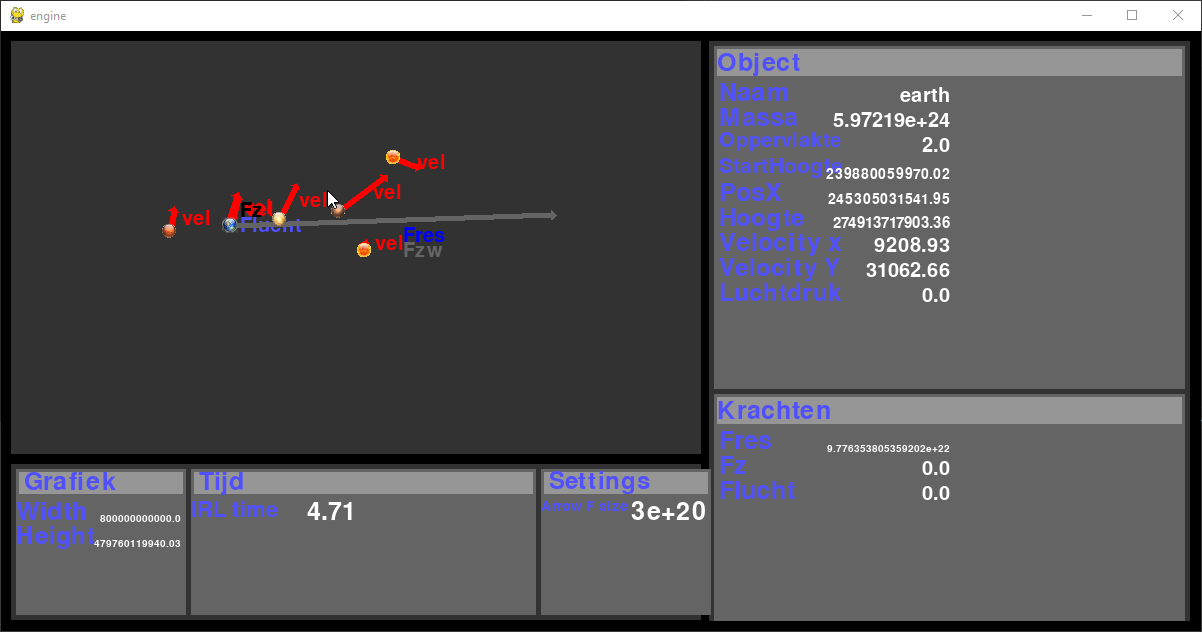 engine
vel
vel
vel
vel
Fz
Flucht
vel
Fres
Fzw
Object
Naam earth
Massa 5.97219e+24
Oppervlakte 2.0
StartHoogte 239880059970.02
PosX 245305031541.95
Hoogte 274913717903.36
Velocity x 9208.93
Velocity Y 31062.66
Luchtdruk 0.0
Krachten
Fres 9.776353805359202e+22
Fz 0.0
Flucht 0.0
Grafiek
Width 800000000000.0
Height 479760119940.03
Tijd
IRL time 4.71
Settings
Arrow F size 3e+20